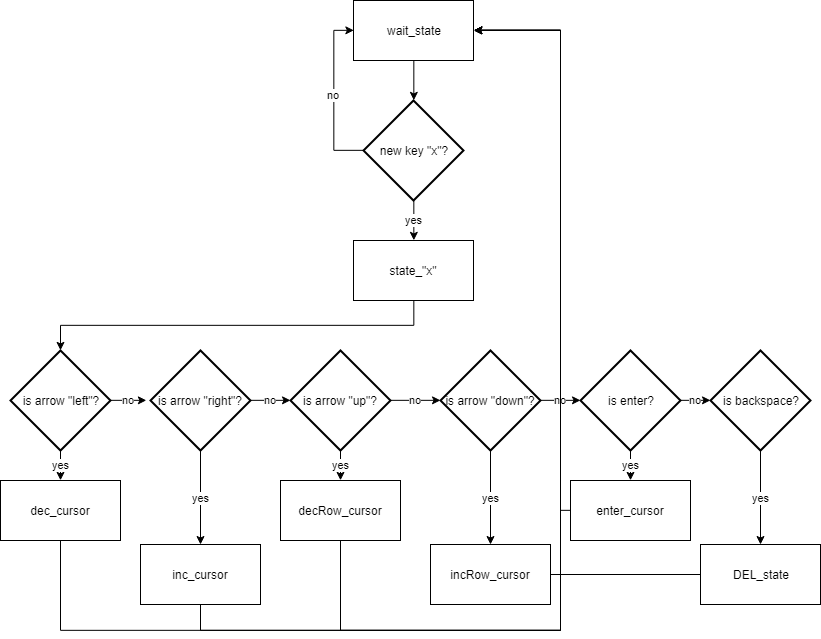 wait_state
no
new key "x"?
yes
state_"x"
is arrow "left"?
no
is arrow "right"?
no
is arrow "up"?
no
is arrow "down"?
no
is enter?
no
is backspace?
yes
yes
yes
yes
yes
yes
dec_cursor
decRow_cursor
enter_cursor
inc_cursor
incRow_cursor
DEL_state